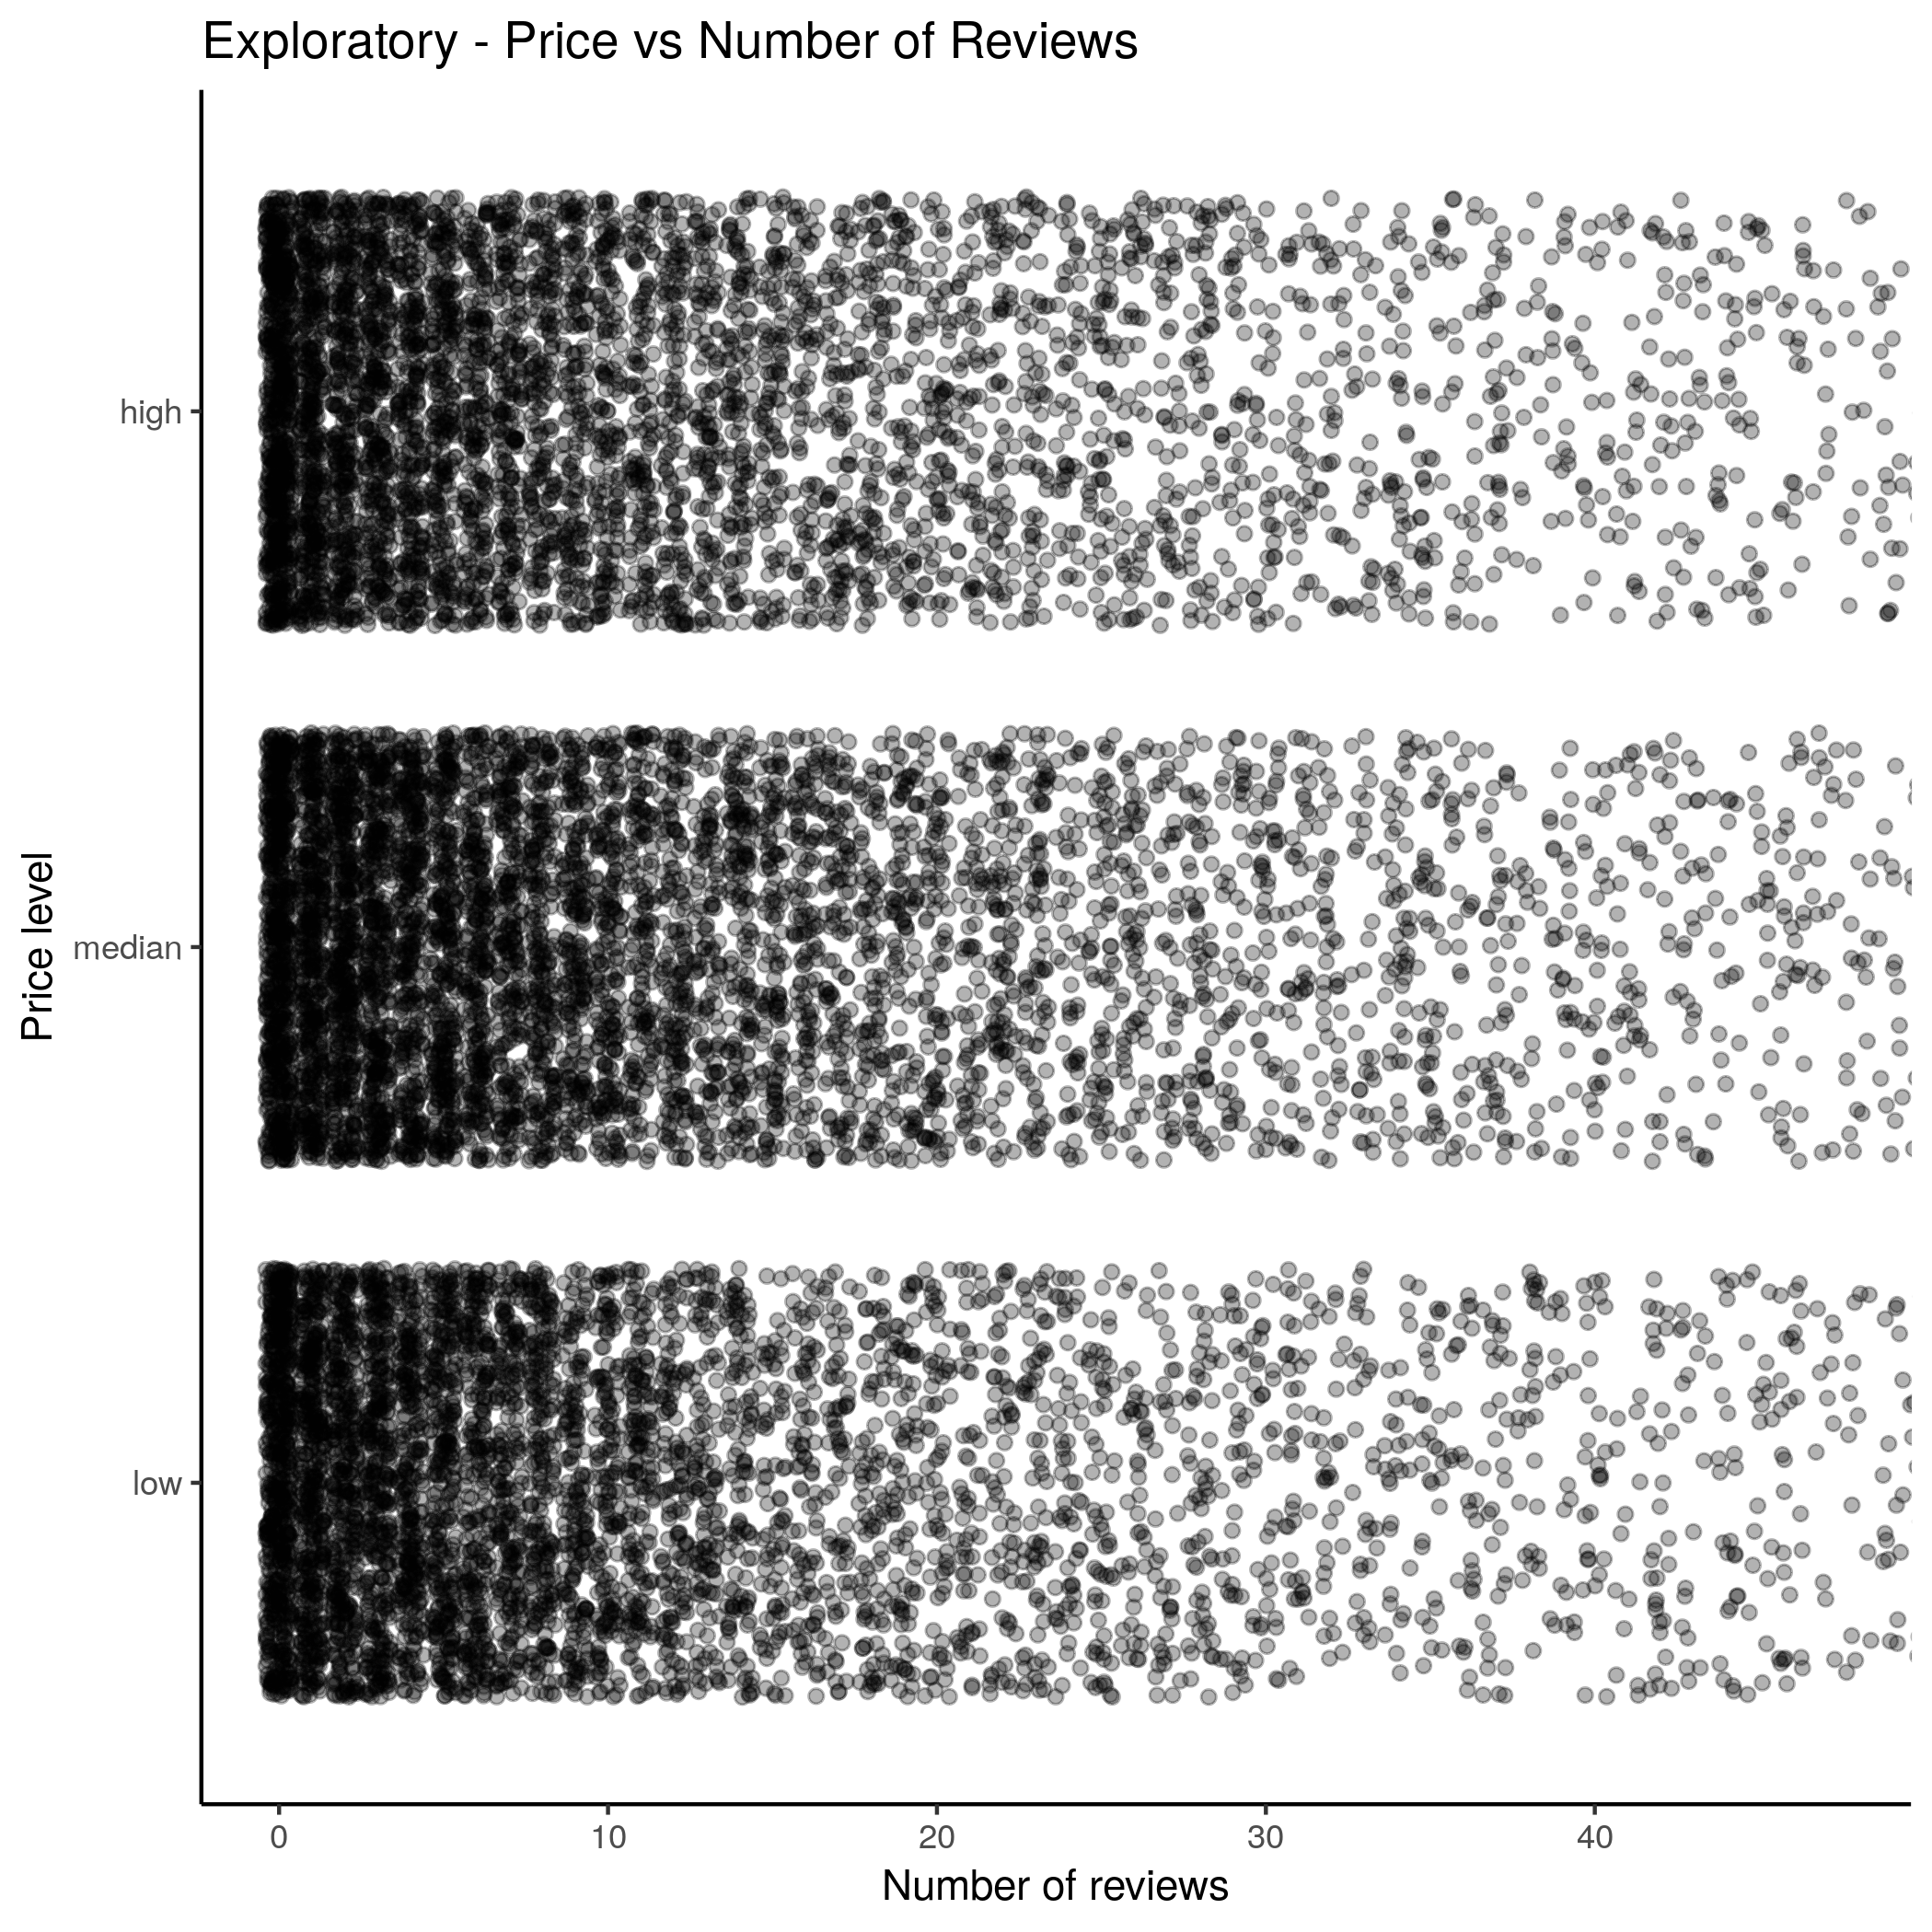 Exploratory - Price vs Number of Reviews
Price level
high
median
low
0 10 20 30 40
Number of reviews